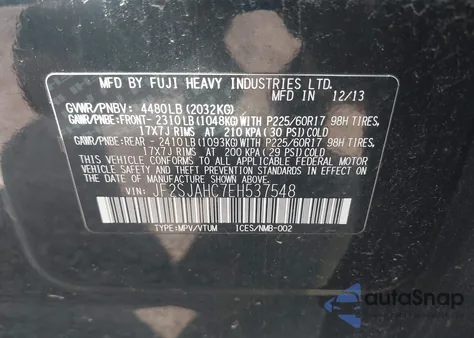 MFD BY FUJI HEAVY INDUSTRIES LTD.
MFD IN 12/13
GVWR/PNBV: 4480LB(2032KG)
GAWR/PNBE:FRONT-2310LB(1048KG)WITH P225/60R17 98H TIRES,
17X7J RIMS AT 210 KPA(30 PSI)COLD
GAWR/PNBE:REAR -2410LB(1093KG)WITH P225/60R17 98H TIRES,
17X7J RIMS AT 200 KPA(29 PSI)COLD
THIS VEHICLE CONFORMS TO ALL APPLICABLE FEDERAL MOTOR
VEHICLE SAFETY AND BUMPER STANDARDS IN EFFECT ON THE
DATE OF MANUFACTURE SHOWN ABOVE.
JF2SJAHC7EH537548
TYPE:MPV/VTUM ICES/NMB-002
autoSnap
Powered by